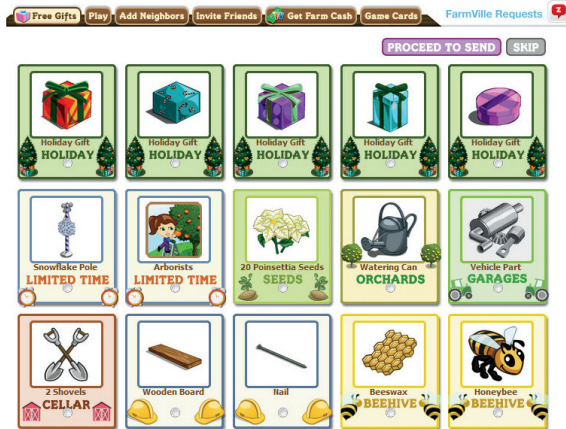 Free Gifts Play Add Neighbors Invite Friends Get Farm Cash Game Cards FarmVille Requests Z
PROCEED TO SEND SKIP
Holiday Gift Holiday Gift Holiday Gift Holiday Gift Holiday Gift
HOLIDAY HOLIDAY HOLIDAY HOLIDAY HOLIDAY
Snowflake Pole Arborists 20 Poinsettia Seeds Watering Can Vehicle Part
LIMITED TIME LIMITED TIME SEEDS ORCHARDS GARAGES
2 Shovels Wooden Board Nail Beeswax Honeybee
CELLAR BEEHIVE BEEHIVE